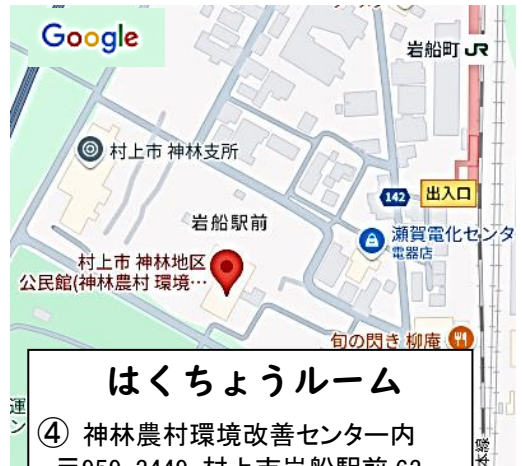 Google
岩船町 JR
村上市 神林支所
142
出入口
岩船駅前
瀬賀電化センタ
電器店
村上市 神林地区
公民館(神林農村 環境…
旬の閃き 柳庵
はくちょうルーム
運
④ 神林農村環境改善センター内
本線